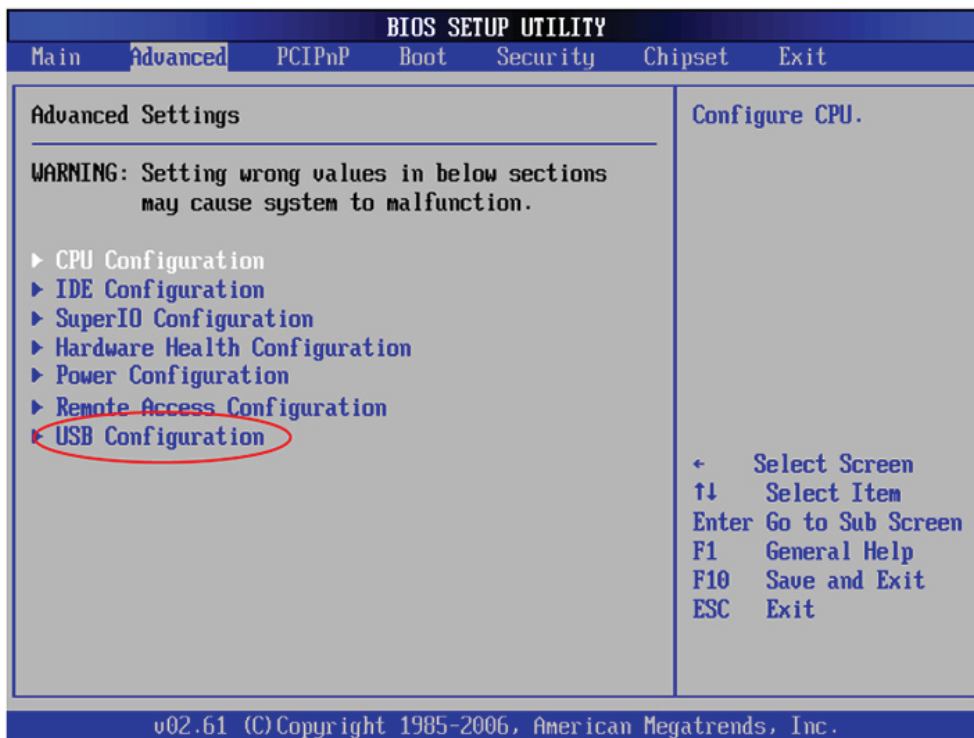 BIOS SETUP UTILITY
Main Advanced PCIPnP Boot Security Chipset Exit
Advanced Settings
WARNING: Setting wrong values in below sections
may cause system to malfunction.
▶ CPU Configuration
▶ IDE Configuration
▶ SuperIO Configuration
▶ Hardware Health Configuration
▶ Power Configuration
▶ Remote Access Configuration
▶ USB Configuration
Configure CPU.
← Select Screen
↑↓ Select Item
Enter Go to Sub Screen
F1 General Help
F10 Save and Exit
ESC Exit
v02.61 (C)Copyright 1985-2006, American Megatrends, Inc.